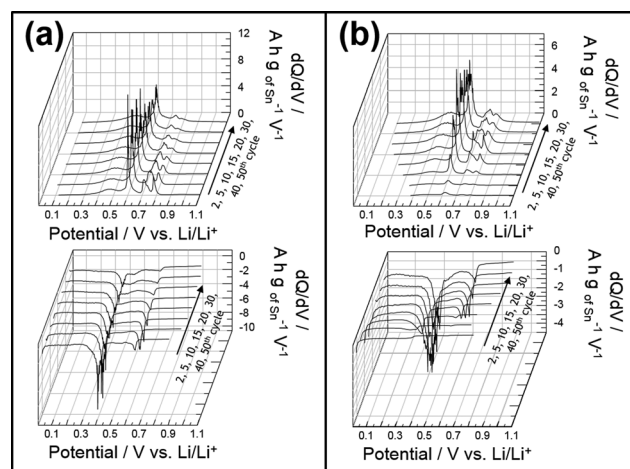 (a)
12
8
4
0
dQ/dV /
A h g of Sn-1 V-1
2, 5, 10, 15, 20, 30,
40, 50th cycle
0.1 0.3 0.5 0.7 0.9 1.1
Potential / V vs. Li/Li+
0
-2
-4
-6
-8
-10
dQ/dV /
A h g of Sn-1 V-1
2, 5, 10, 15, 20, 30,
40, 50th cycle
0.1 0.3 0.5 0.7 0.9 1.1
Potential / V vs. Li/Li+
(b)
6
4
2
0
dQ/dV /
A h g of Sn-1 V-1
2, 5, 10, 15, 20, 30,
40, 50th cycle
0.1 0.3 0.5 0.7 0.9 1.1
Potential / V vs. Li/Li+
0
-1
-2
-3
-4
dQ/dV /
A h g of Sn-1 V-1
2, 5, 10, 15, 20, 30,
40, 50th cycle
0.1 0.3 0.5 0.7 0.9 1.1
Potential / V vs. Li/Li+